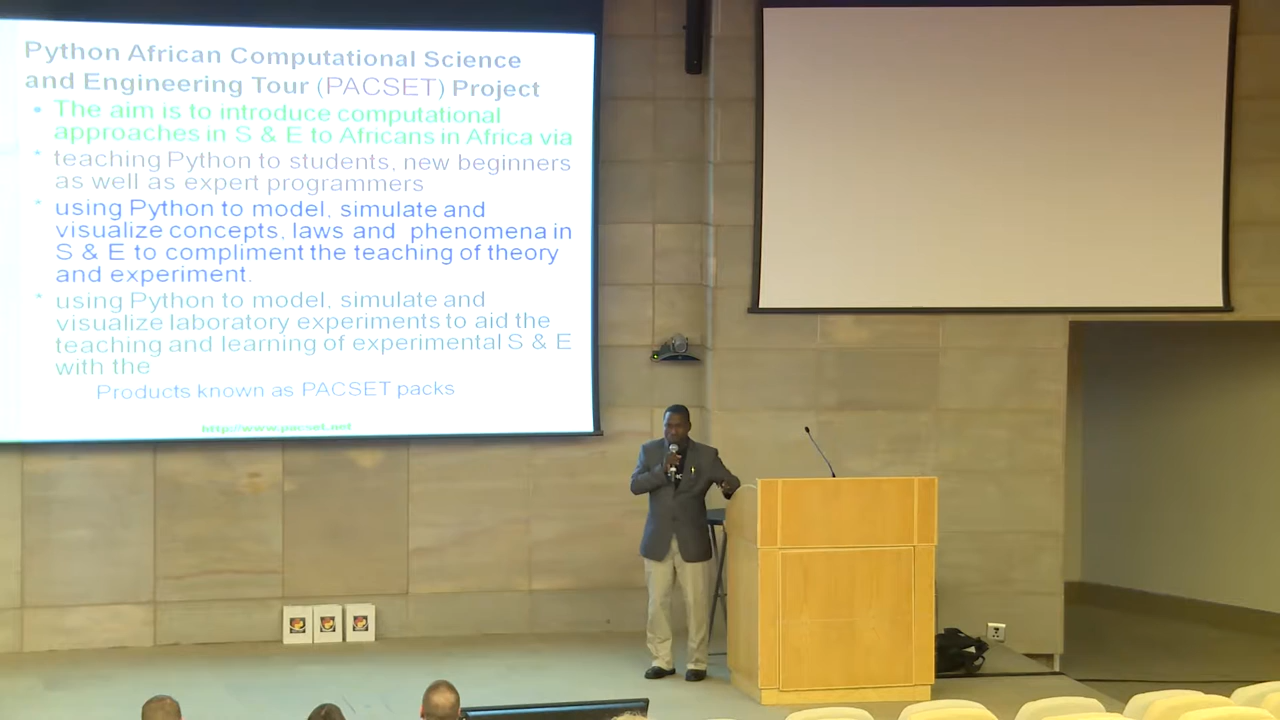 Python African Computational Science
and Engineering Tour (PACSET) Project
• The aim is to introduce computational
approaches in S & E to Africans in Africa via
• teaching Python to students, new beginners
as well as expert programmers
• using Python to model, simulate and
visualize concepts, laws and phenomena in
S & E to compliment the teaching of theory
and experiment.
• using Python to model, simulate and
visualize laboratory experiments to aid the
teaching and learning of experimental S & E
with the
Products known as PACSET packs
http://www.pacset.net